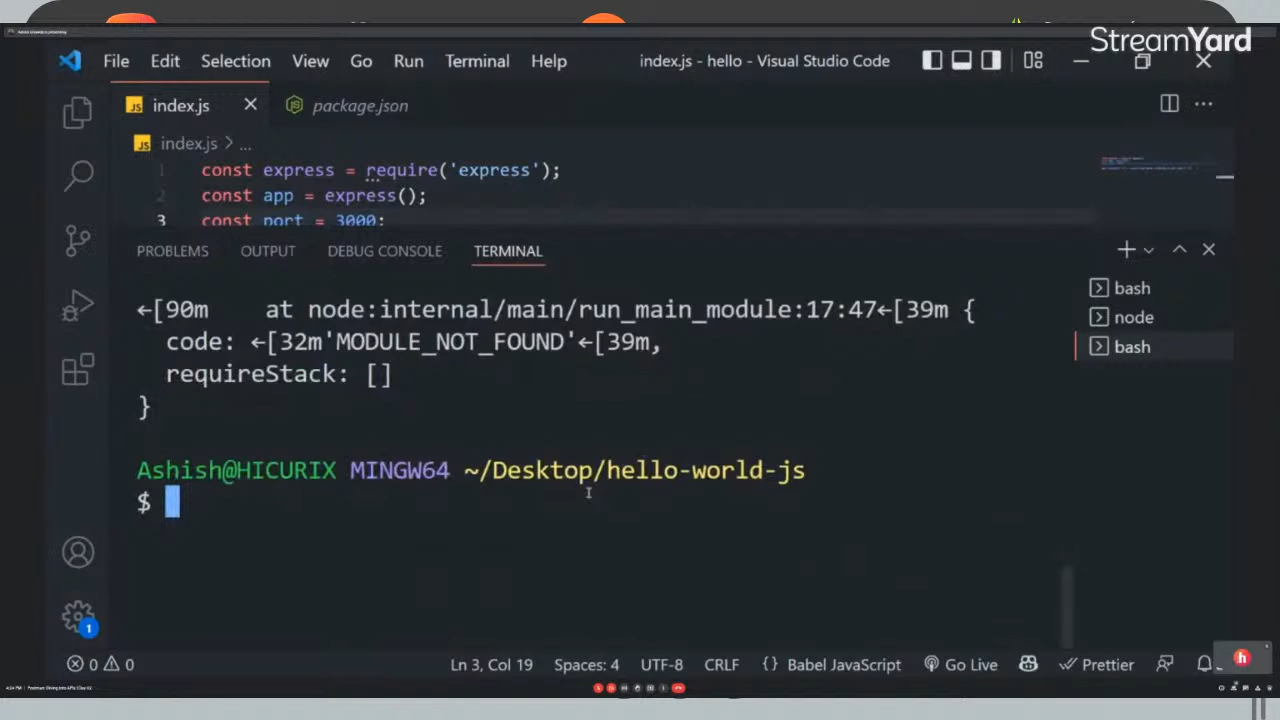 StreamYard
File Edit Selection View Go Run Terminal Help
index.js - hello - Visual Studio Code
JS index.js
package.json
JS index.js > ...
1 const express = require('express');
2 const app = express();
3 const port = 3000;
PROBLEMS OUTPUT DEBUG CONSOLE TERMINAL
←[90m    at node:internal/main/run_main_module:17:47←[39m {
code: ←[32m'MODULE_NOT_FOUND'←[39m,
requireStack: []
}
Ashish@HICURIX MINGW64 ~/Desktop/hello-world-js
$
bash
node
bash
1
0 0
Ln 3, Col 19 Spaces: 4 UTF-8 CRLF {} Babel JavaScript Go Live Prettier
h